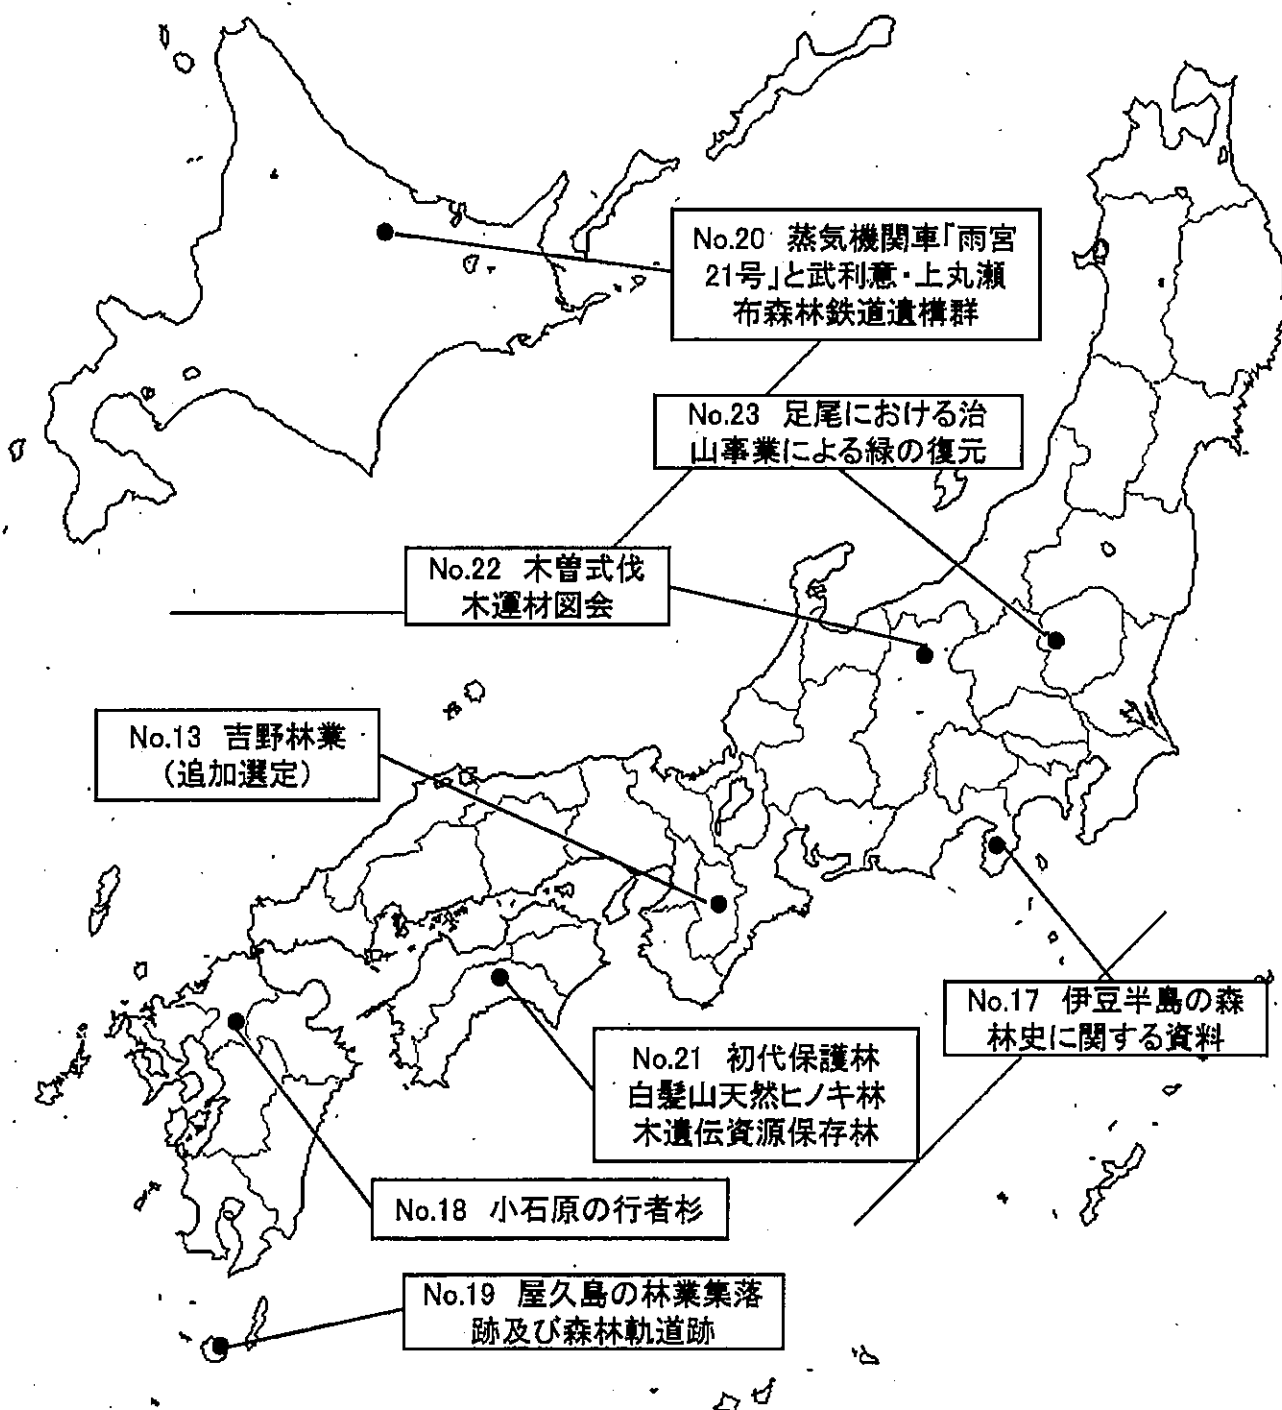 No.20 蒸気機関車「雨宮
21号」と武利意・上丸瀬
布森林鉄道遺構群
No.23 足尾における治
山事業による緑の復元
No.22 木曽式伐
木運材図会
No.13 吉野林業
（追加選定）
No.17 伊豆半島の森
林史に関する資料
No.21 初代保護林
白髪山天然ヒノキ林
木遺伝資源保存林
No.18 小石原の行者杉
No.19 屋久島の林業集落
跡及び森林軌道跡